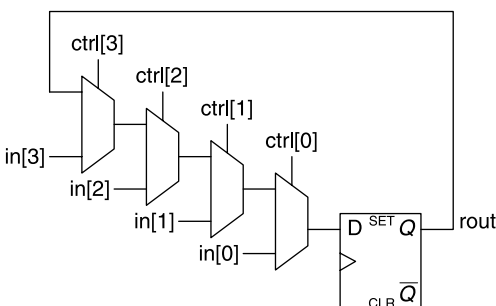 ctrl[3]
ctrl[2]
ctrl[1]
ctrl[0]
in[3]
in[2]
in[1]
in[0]
D SET Q
rout
CLR Q